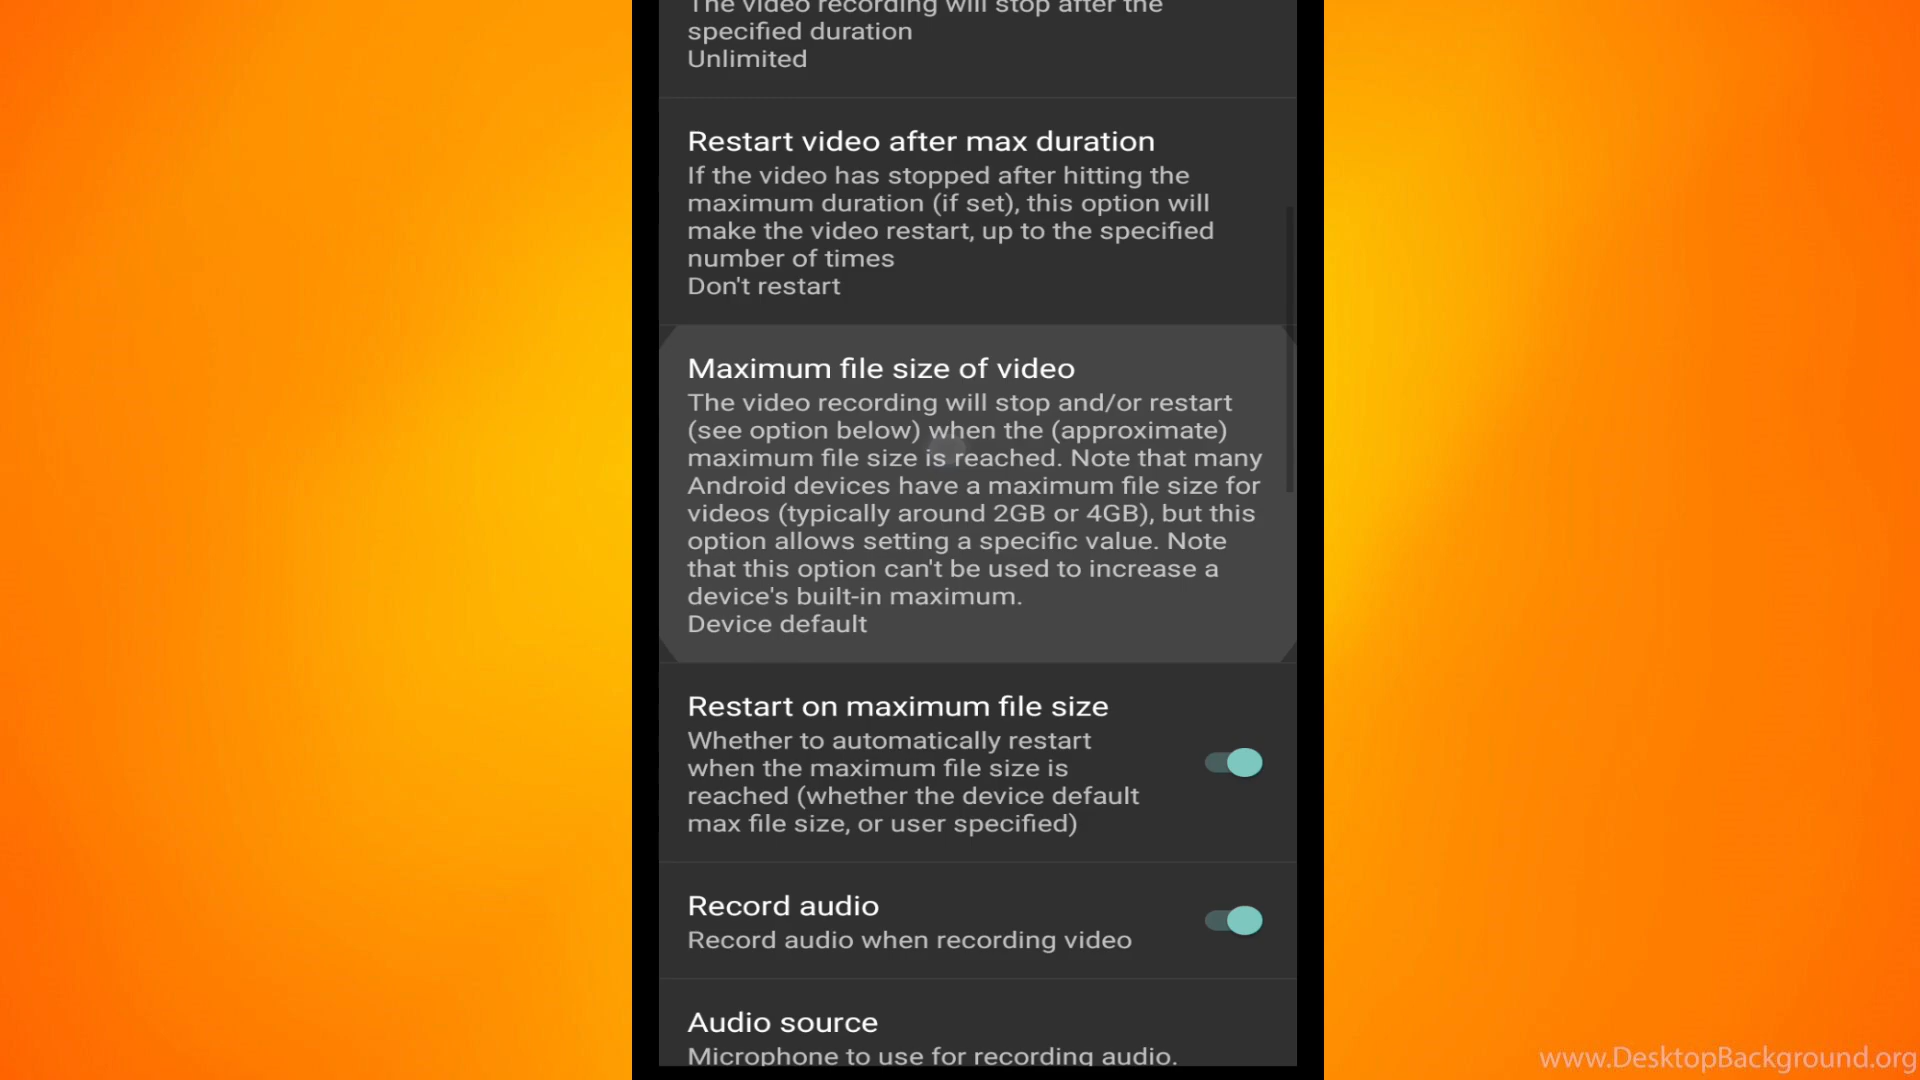 The video recording will stop after the
specified duration
Unlimited
Restart video after max duration
If the video has stopped after hitting the
maximum duration (if set), this option will
make the video restart, up to the specified
number of times
Don't restart
Maximum file size of video
The video recording will stop and/or restart
(see option below) when the (approximate)
maximum file size is reached. Note that many
Android devices have a maximum file size for
videos (typically around 2GB or 4GB), but this
option allows setting a specific value. Note
that this option can't be used to increase a
device's built-in maximum.
Device default
Restart on maximum file size
Whether to automatically restart
when the maximum file size is
reached (whether the device default
max file size, or user specified)
Record audio
Record audio when recording video
Audio source
Microphone to use for recording audio.
www.DesktopBackground.org